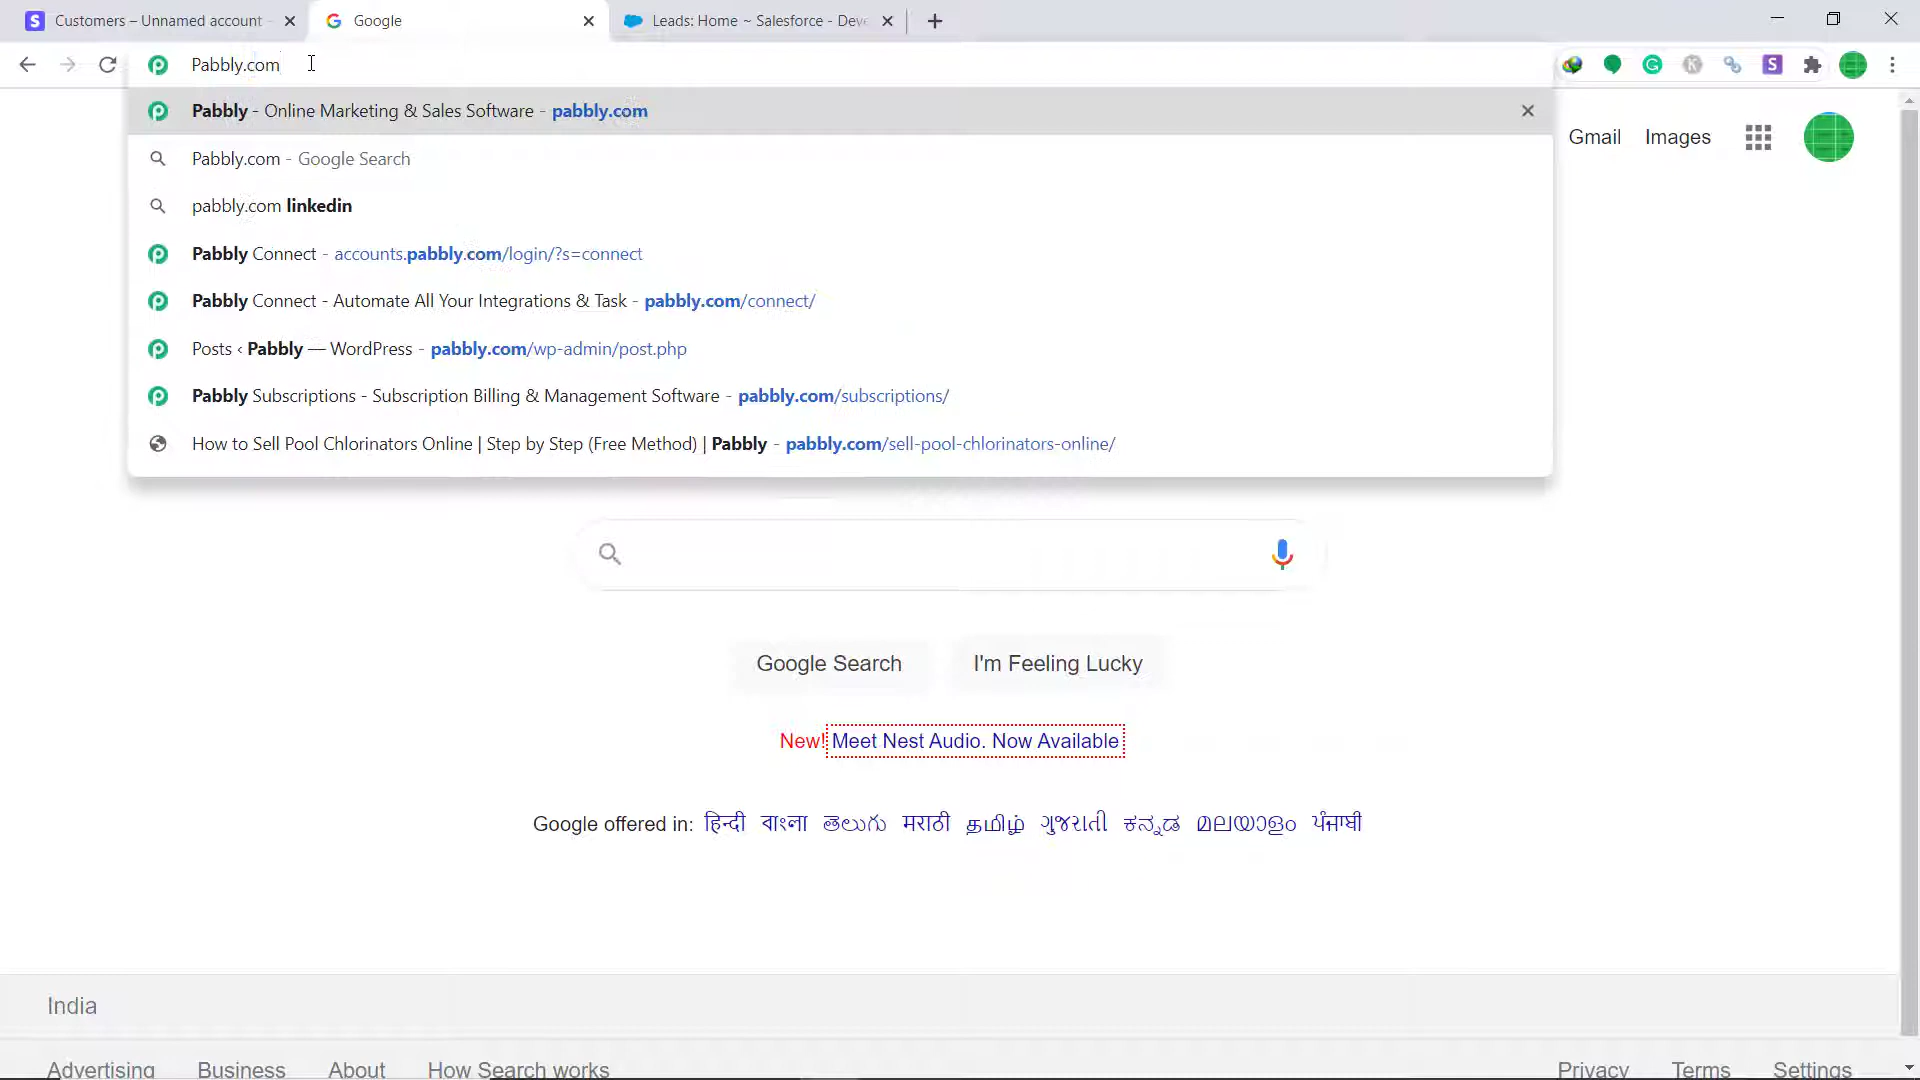 Customers – Unnamed account -
Google
Leads: Home ~ Salesforce - Deve
Pabbly.com
Pabbly - Online Marketing & Sales Software - pabbly.com
Pabbly.com - Google Search
pabbly.com linkedin
Pabbly Connect - accounts.pabbly.com/login/?s=connect
Pabbly Connect - Automate All Your Integrations & Task - pabbly.com/connect/
Posts ‹ Pabbly — WordPress - pabbly.com/wp-admin/post.php
Pabbly Subscriptions - Subscription Billing & Management Software - pabbly.com/subscriptions/
How to Sell Pool Chlorinators Online | Step by Step (Free Method) | Pabbly - pabbly.com/sell-pool-chlorinators-online/
Gmail Images
Google Search I'm Feeling Lucky
New! Meet Nest Audio. Now Available
Google offered in: हिन्दी বাংলা తెలుగు मराठी தமிழ் ગુજરાતી ಕನ್ನಡ മലയാളം ਪੰਜਾਬੀ
India
Advertising Business About How Search works Privacy Terms Settings